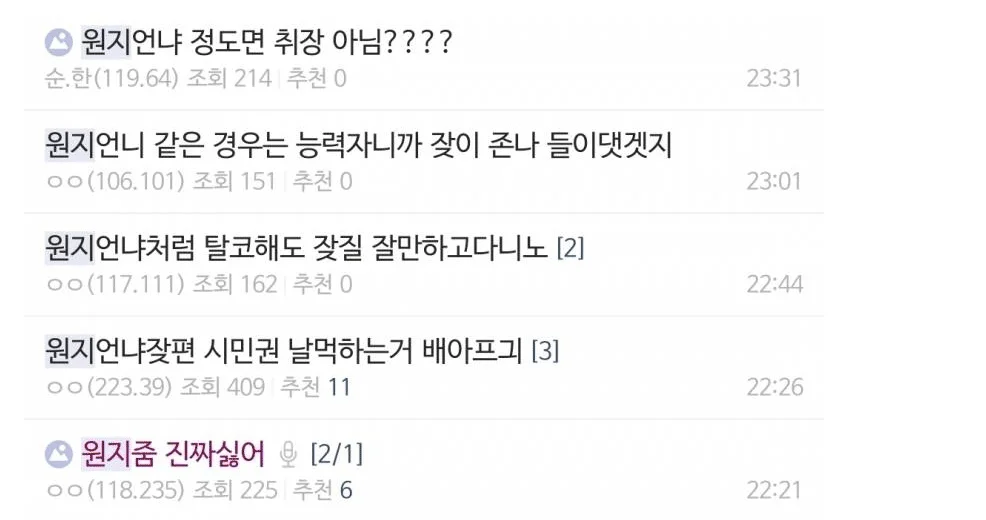 원지언냐 정도면 취장 아님????
순.한(119.64) 조회 214 추천 0 23:31
원지언니 같은 경우는 능력자니까 잦이 존나 들이댓겟지
ㅇㅇ(106.101) 조회 151 추천 0 23:01
원지언냐처럼 탈코해도 잦질 잘만하고다니노 [2]
ㅇㅇ(117.111) 조회 162 추천 0 22:44
원지언냐잦편 시민권 날먹하는거 배아프긔 [3]
ㅇㅇ(223.39) 조회 409 추천 11 22:26
원지줌 진짜싫어 [2/1]
ㅇㅇ(118.235) 조회 225 추천 6 22:21